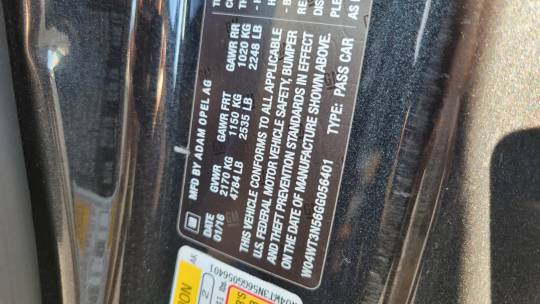 MFD BY ADAM OPEL AG
DATE
01/16
GVWR
2170 KG
4784 LB
GAWR FRT
1150 KG
2535 LB
GAWR RR
1020 KG
2248 LB
THIS VEHICLE CONFORMS TO ALL APPLICABLE
U.S. FEDERAL MOTOR VEHICLE SAFETY, BUMPER
AND THEFT PREVENTION STANDARDS IN EFFECT
ON THE DATE OF MANUFACTURE SHOWN ABOVE.
W04WT3N56GG056401
TYPE: PASS CAR
W04WT3N56GG056401